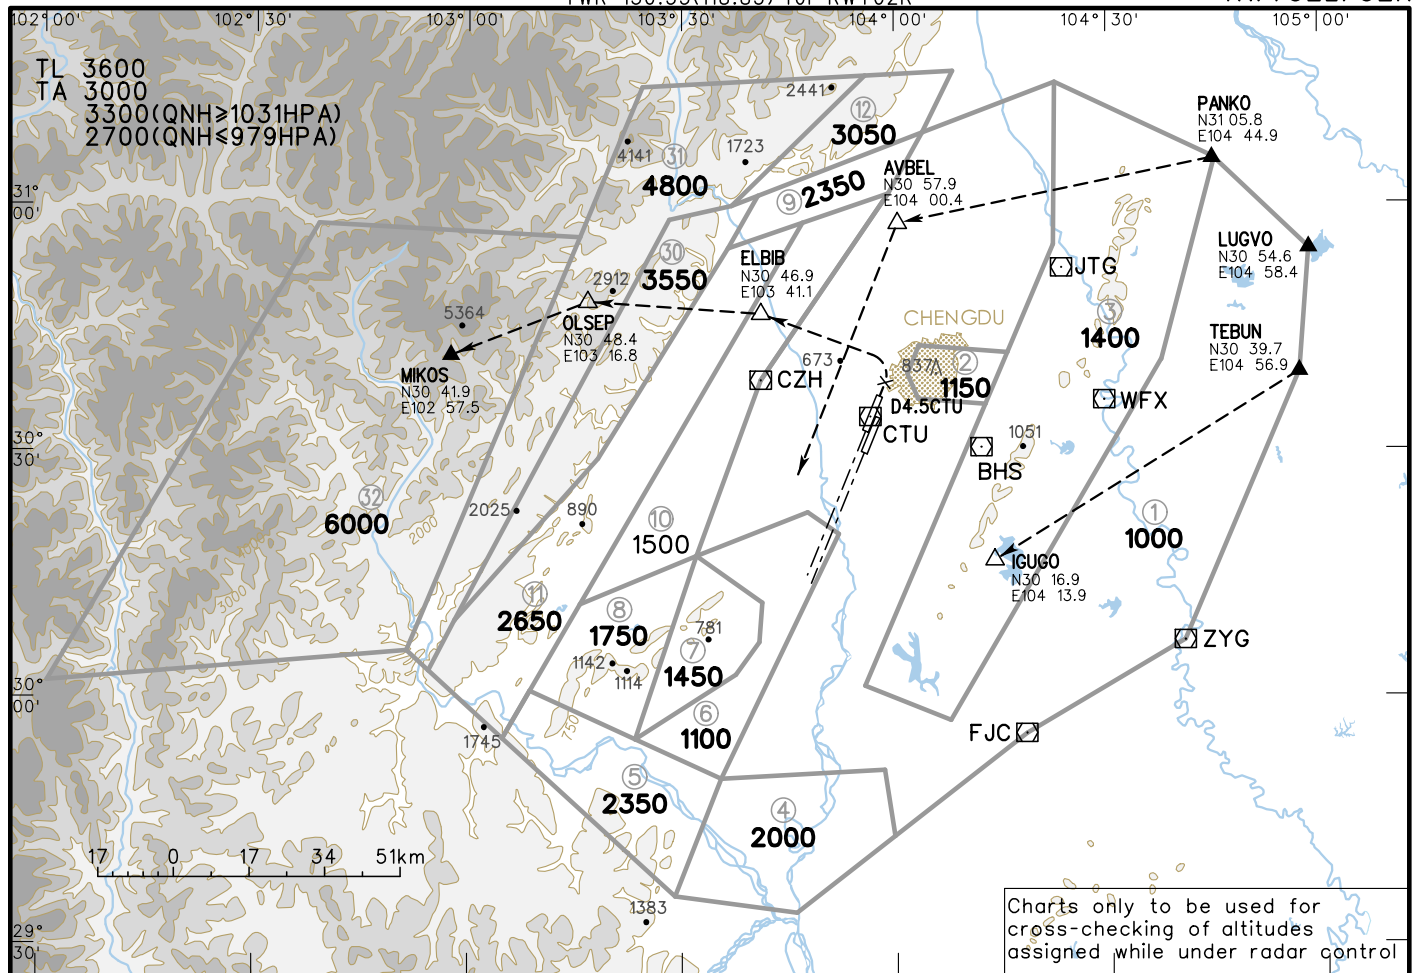 102°00'
102°30'
103°00'
103°30'
104°00'
104°30'
105°00'
TL 3600
TA 3000
3300(QNH≥1031HPA)
2700(QNH≤979HPA)
2441
12
3050
PANKO
N31 05.8
E104 44.9
4141
31
4800
1723
AVBEL
N30 57.9
E104 00.4
9
2350
31°
00'
LUGVO
N30 54.6
E104 58.4
30
3550
ELBIB
N30 46.9
E103 41.1
JTG
2912
5364
OLSEP
N30 48.4
E103 16.8
CHENGDU
3
1400
TEBUN
N30 39.7
E104 56.9
MIKOS
N30 41.9
E102 57.5
673
CZH
837
2
1150
D4.5CTU
CTU
WFX
30°
30'
1051
BHS
32
6000
2000
2025
890
10
1500
1
1000
4000
3000
IGUGO
N30 16.9
E104 13.9
11
2650
8
1750
781
7
1450
1142
1114
ZYG
30°
00'
750
6
1100
1745
FJC
5
2350
4
2000
17 0 17 34 51km
1383
29°
30'
Charts only to be used for
cross-checking of altitudes
assigned while under radar control